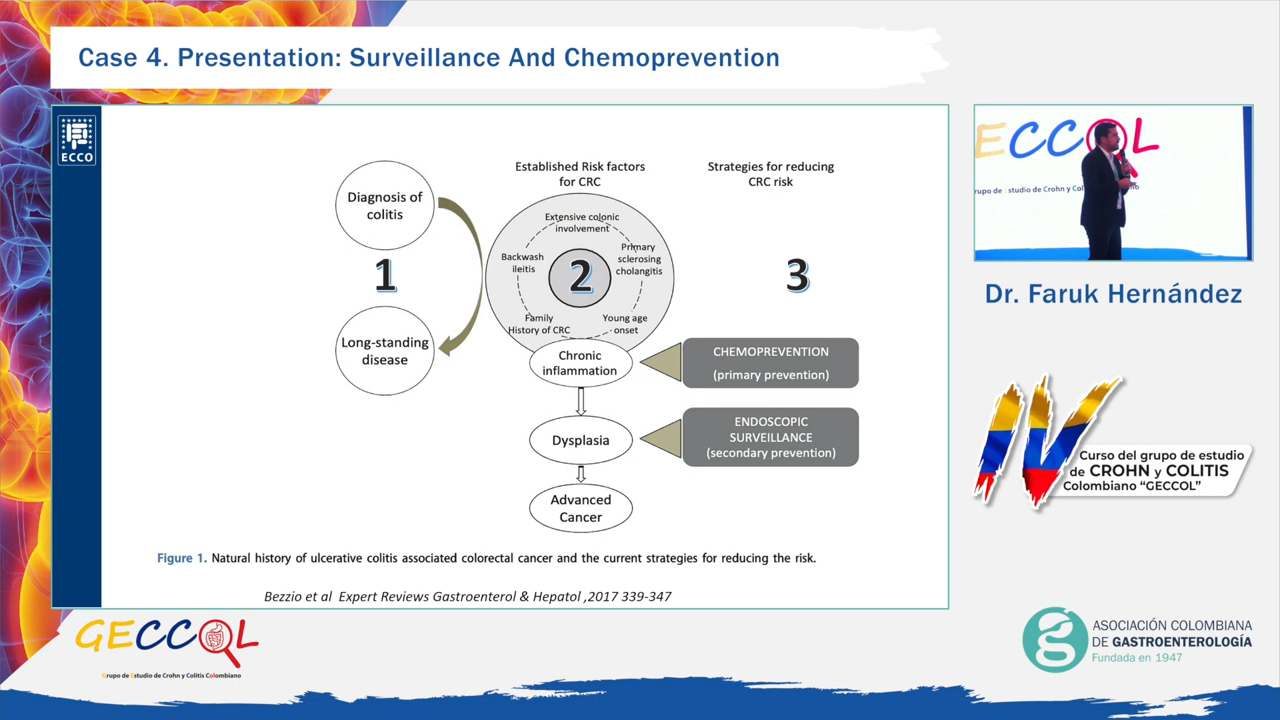 Case 4. Presentation: Surveillance And Chemoprevention
ECCO
Diagnosis of
colitis
1
Long-standing
disease
Established Risk factors
for CRC
Extensive colonic
involvement
Backwash
ileitis
Primary
sclerosing
cholangitis
2
Family
History of CRC
Young age
onset
Chronic
inflammation
Dysplasia
Advanced
Cancer
Strategies for reducing
CRC risk
3
CHEMOPREVENTION
(primary prevention)
ENDOSCOPIC
SURVEILLANCE
(secondary prevention)
Figure 1. Natural history of ulcerative colitis associated colorectal cancer and the current strategies for reducing the risk.
Bezzio et al Expert Reviews Gastroenterol & Hepatol ,2017 339-347
ECCOL
rupo de Estudio de Crohn y Col
no
Dr. Faruk Hernández
IV
Curso del grupo de estudio
de CROHN y COLITIS
Colombiano “GECCOL”
GECCOL
Grupo de Estudio de Crohn y Colitis Colombiano
ASOCIACIÓN COLOMBIANA
DE GASTROENTEROLOGÍA
Fundada en 1947